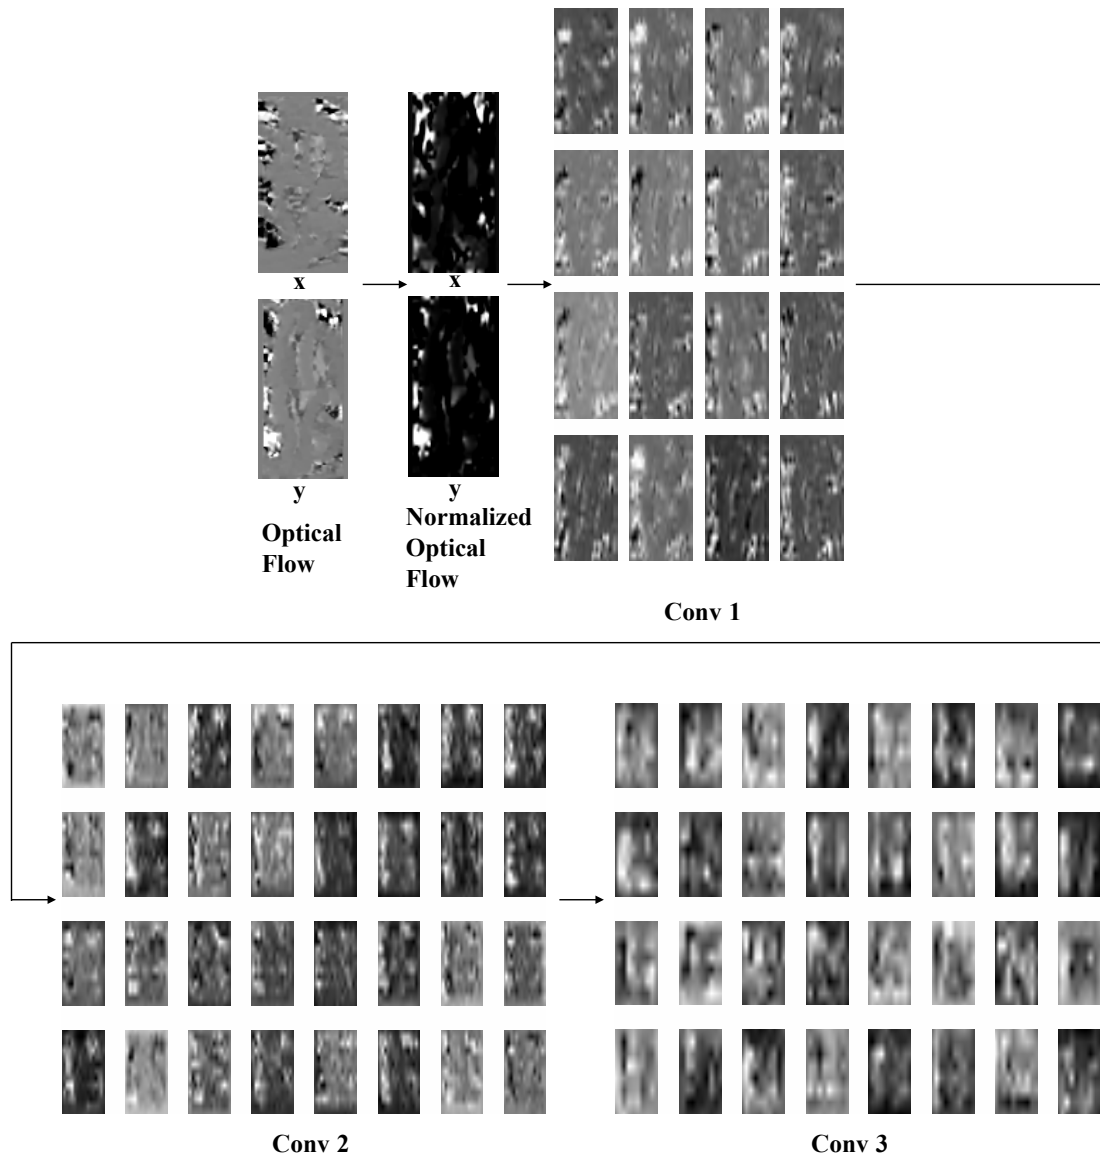 x
x
y
y
Optical
Flow
Normalized
Optical
Flow
Conv 1
Conv 2
Conv 3